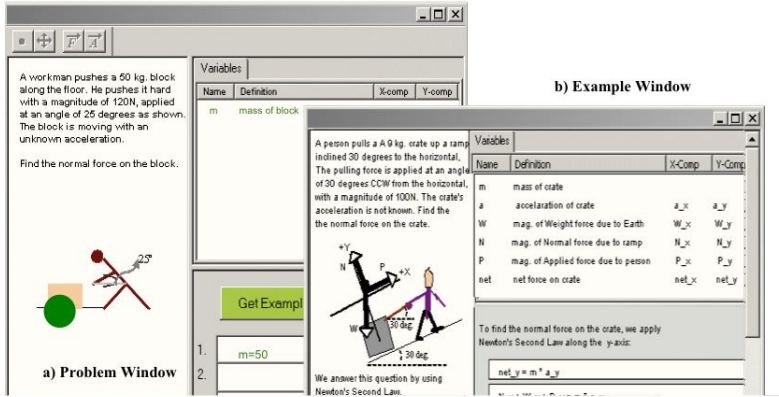 F A
A workman pushes a 50 kg. block
along the floor. He pushes it hard
with a magnitude of 120N, applied
at an angle of 25 degrees as shown.
The block is moving with an
unknown acceleration.
Find the normal force on the block.
25°
a) Problem Window
Variables
Name Definition X-comp Y-comp
m mass of block
Get Exampl
1. m=50
2.
b) Example Window
A person pulls a A 9 kg. crate up a ramp
inclined 30 degrees to the horizontal,
The pulling force is applied at an angle
of 30 degrees CCW from the horizontal,
with a magnitude of 100N. The crate's
acceleration is not known. Find the
the normal force on the crate.
+Y
N P +X
W
30 deg.
30 deg.
We answer this question by using
Newton's Second Law.
Variables
Name Definition X-Comp Y-Comp
m mass of crate
a accelaration of crate a_x a_y
W mag. of Weight force due to Earth W_x W_y
N mag. of Normal force due to ramp N_x N_y
P mag. of Applied force due to person P_x P_y
net net force on crate net_x net_y
To find the normal force on the crate, we apply
Newton's Second Law along the y-axis:
net_y = m * a_y